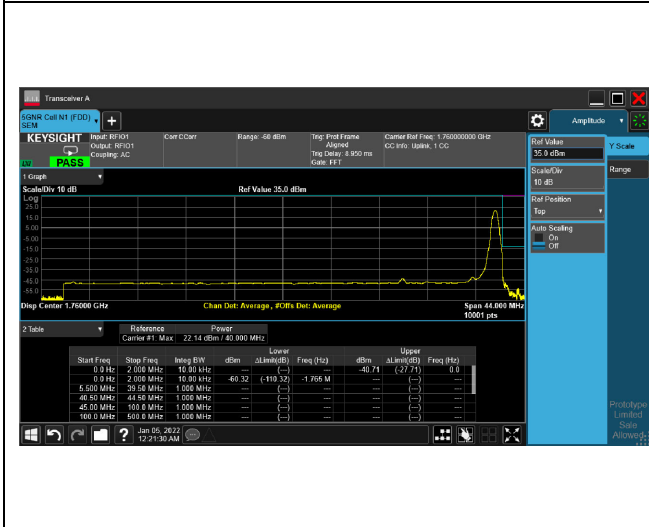 Transceiver A
5GNR Cell N1 (FDD)
SEM
Amplitude
KEYSIGHT
PASS
Input: RFIO1
Output: RFIO1
Coupling: AC
Corr CCorr
Range: -60 dBm
Trig: Prot Frame
Aligned
Trig Delay: 8.950 ms
Gate: FFT
Carrier Ref Freq: 1.760000000 GHz
CC Info: Uplink, 1 CC
Ref Value
35.0 dBm
Scale/Div
10 dB
Ref Position
Top
Auto Scaling
On
Off
Y Scale
Range
1 Graph
Scale/Div 10 dB
Ref Value 35.0 dBm
Log
25.0
15.0
5.00
-5.00
-15.0
-25.0
-35.0
-45.0
-55.0
Disp Center 1.76000 GHz
Chan Det: Average, #Offs Det: Average
Span 44.000 MHz
10001 pts
2 Table
Reference Power
Carrier #1: Max 22.14 dBm / 40.000 MHz
Lower Upper
Start Freq Stop Freq Integ BW dBm ΔLimit(dB) Freq (Hz) dBm ΔLimit(dB) Freq (Hz)
0.0 Hz 2.000 MHz 10.00 kHz --- (---) --- -40.71 (-27.71) 0.0
0.0 Hz 2.000 MHz 10.00 kHz -60.32 (-110.32) -1.765 M --- (---) ---
5.500 MHz 39.50 MHz 1.000 MHz --- (---) --- --- (---) ---
40.50 MHz 44.50 MHz 1.000 MHz --- (---) --- --- (---) ---
45.00 MHz 100.0 MHz 1.000 MHz --- (---) --- --- (---) ---
100.0 MHz 500.0 MHz 1.000 MHz --- (---) --- --- (---) ---
Prototype
Limited
Sale
Allowed
?
Jan 05, 2022
12:21:30 AM